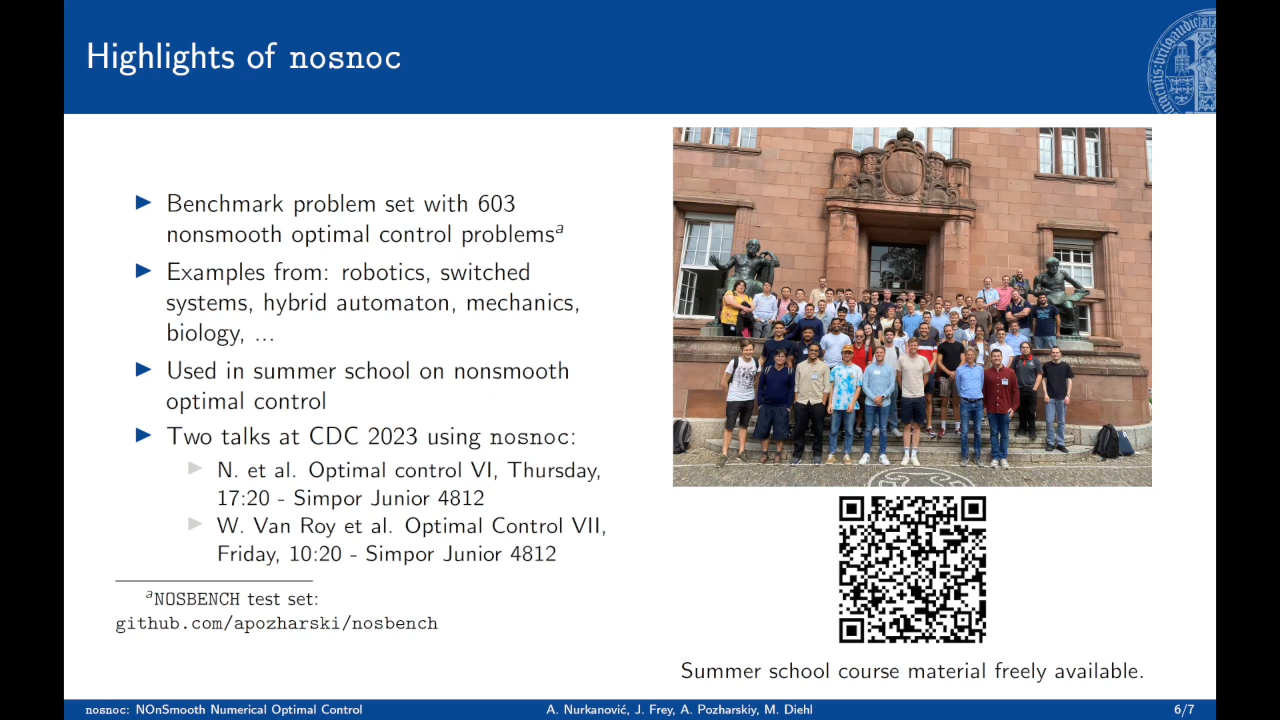 Highlights of nosnoc
▶ Benchmark problem set with 603
nonsmooth optimal control problemsᵃ
▶ Examples from: robotics, switched
systems, hybrid automaton, mechanics,
biology, ...
▶ Used in summer school on nonsmooth
optimal control
▶ Two talks at CDC 2023 using nosnoc:
▶ N. et al. Optimal control VI, Thursday,
17:20 - Simpor Junior 4812
▶ W. Van Roy et al. Optimal Control VII,
Friday, 10:20 - Simpor Junior 4812
ᵃNOSBENCH test set:
github.com/apozharski/nosbench
Summer school course material freely available.
nosnoc: NOnSmooth Numerical Optimal Control
A. Nurkanović, J. Frey, A. Pozharskiy, M. Diehl
6/7